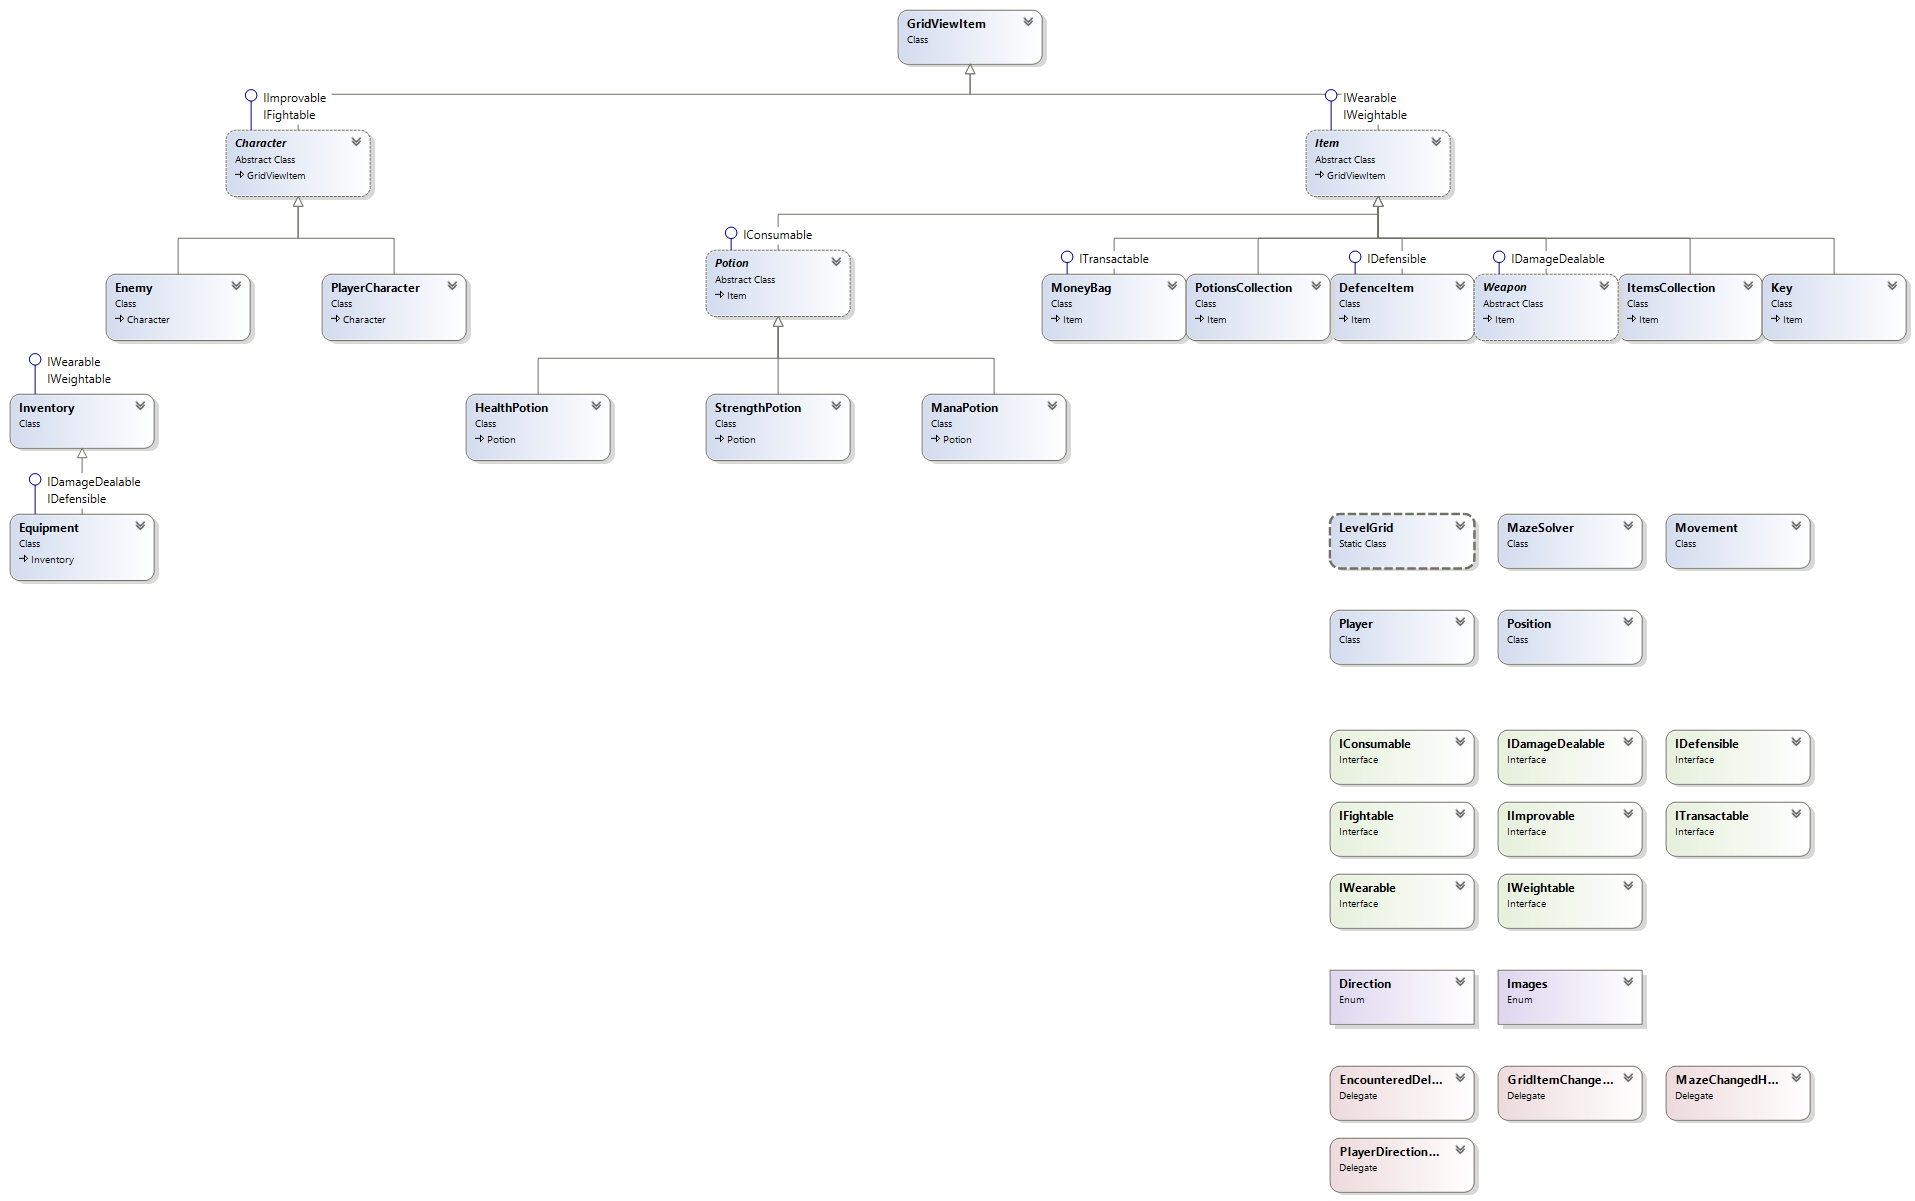 GridViewItem
Class
IImprovable
IFightable
Character
Abstract Class
GridViewItem
IWearable
IWeightable
Item
Abstract Class
GridViewItem
Enemy
Class
Character
PlayerCharacter
Class
Character
IConsumable
Potion
Abstract Class
Item
ITransactable
MoneyBag
Class
Item
PotionsCollection
Class
Item
IDefensible
DefenceItem
Class
Item
IDamageDealable
Weapon
Abstract Class
Item
ItemsCollection
Class
Item
Key
Class
Item
IWearable
IWeightable
Inventory
Class
HealthPotion
Class
Potion
StrengthPotion
Class
Potion
ManaPotion
Class
Potion
IDamageDealable
IDefensible
Equipment
Class
Inventory
LevelGrid
Static Class
MazeSolver
Class
Movement
Class
Player
Class
Position
Class
IConsumable
Interface
IDamageDealable
Interface
IDefensible
Interface
IFightable
Interface
IImprovable
Interface
ITransactable
Interface
IWearable
Interface
IWeightable
Interface
Direction
Enum
Images
Enum
EncounteredDel...
Delegate
GridItemChange...
Delegate
MazeChangedH...
Delegate
PlayerDirection...
Delegate